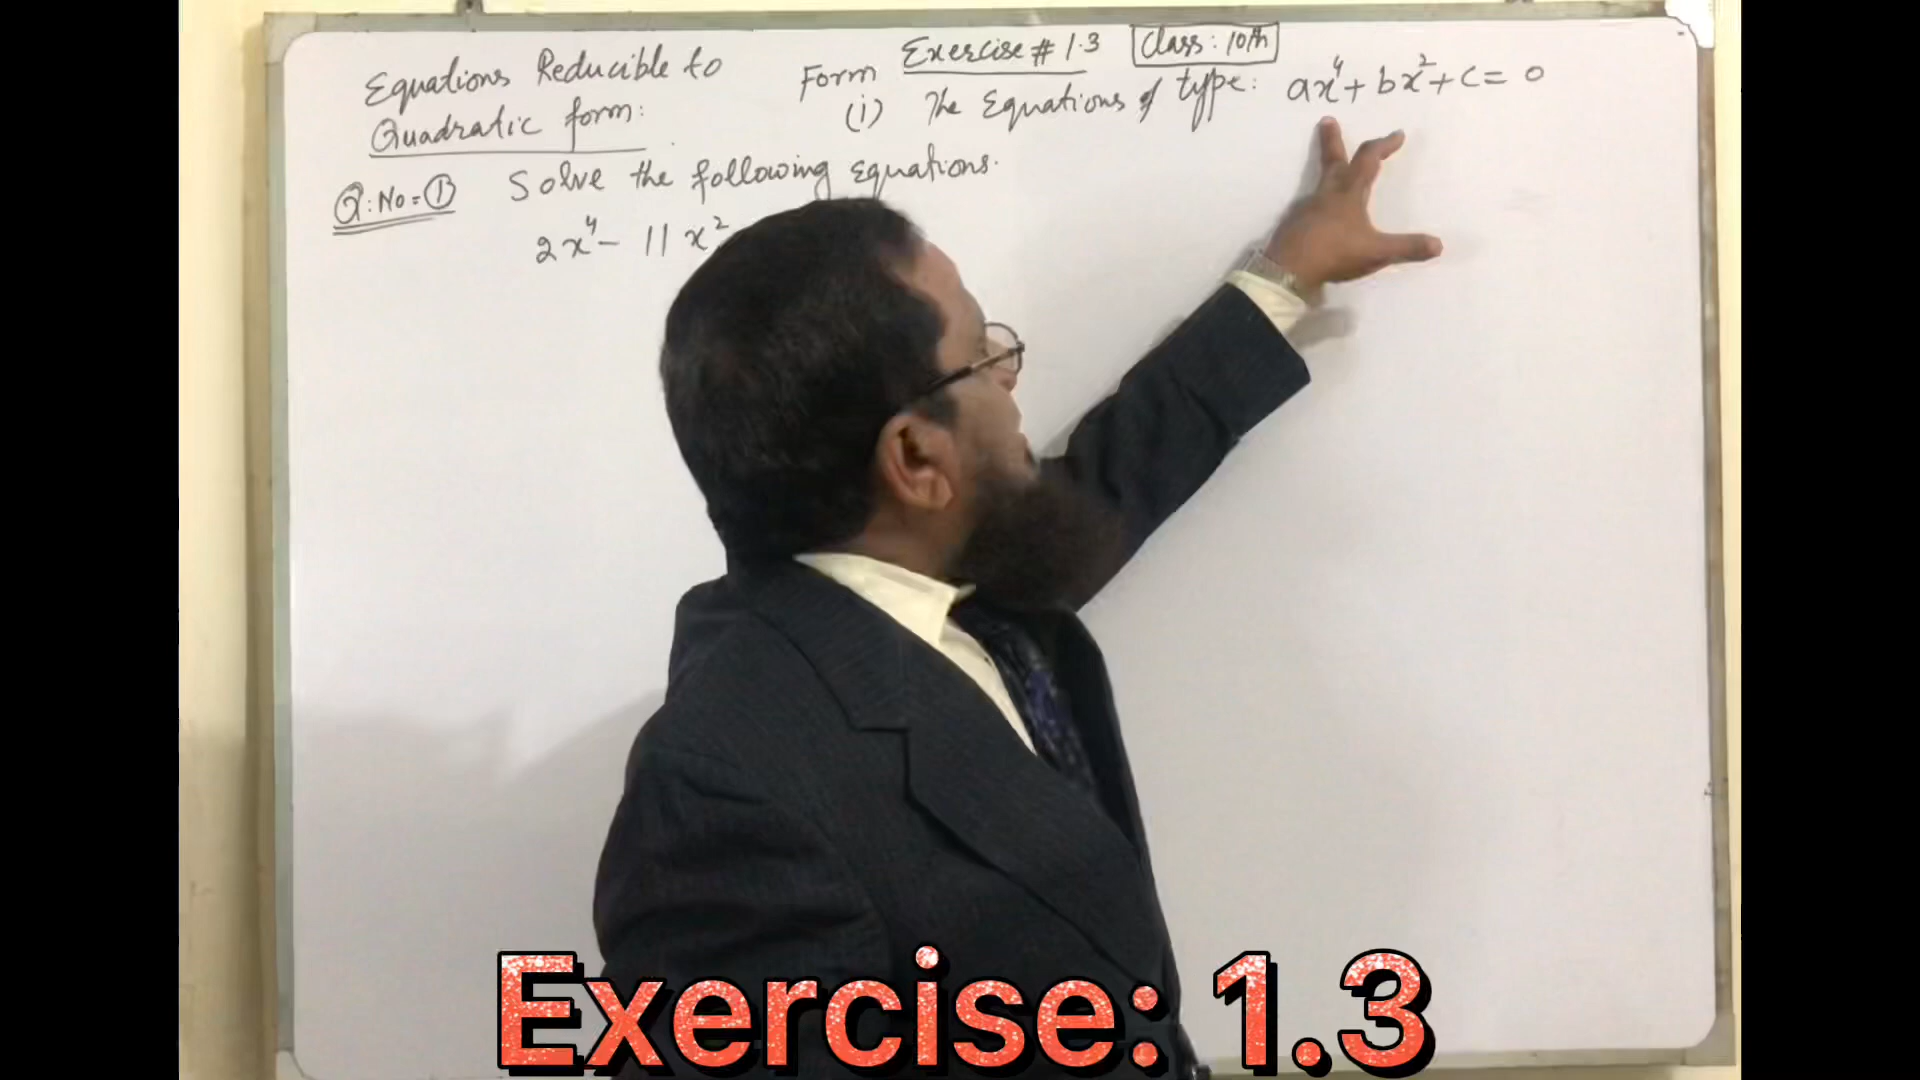 Exercise # 1.3 Class: 10th
Equations Reducible to
Quadratic form:
Form (i) The Equations of type: ax⁴ + bx² + c = 0
Q:No = ① Solve the following equations.
2x⁴ - 11x²
Exercise: 1.3